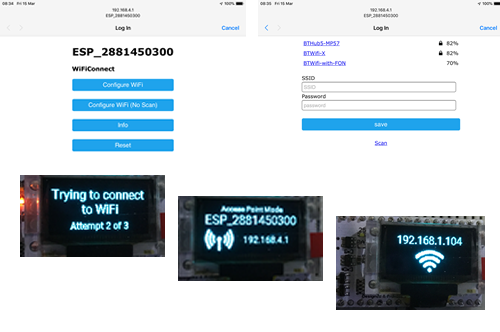 09:34 Fri 15 Mar
100%
192.168.4.1
ESP_2881450300
Log In
Cancel
ESP_2881450300
WiFiConnect
Configure WiFi
Configure WiFi (No Scan)
Info
Reset
09:35 Fri 15 Mar
100%
192.168.4.1
ESP_2881450300
Log In
Cancel
BTHub5-MPS7 82%
BTWifi-X 82%
BTWifi-with-FON 70%
SSID
SSID
Password
password
save
Scan
Trying to connect
to WiFi
Attempt 2 of 3
Access Point Mode
ESP_2881450300
192.168.4.1
192.168.1.104